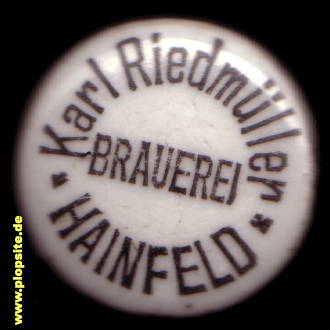 Karl Riedmüller
BRAUEREI
" HAINFELD "
www.plopsite.de